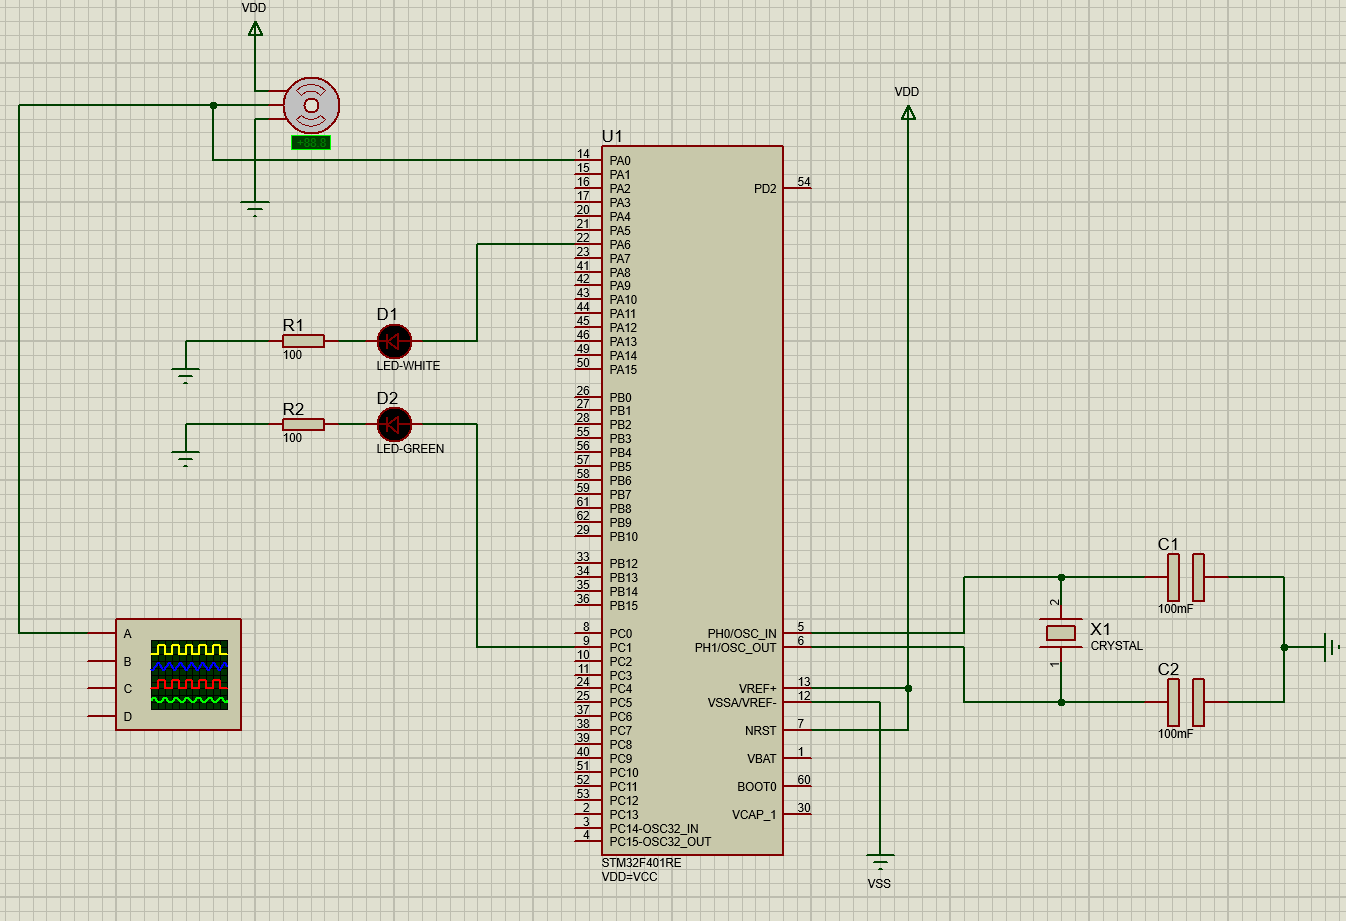 VDD
+88.8
VDD
U1
14 PA0
15 PA1
16 PA2
17 PA3
20 PA4
21 PA5
22 PA6
23 PA7
41 PA8
42 PA9
43 PA10
44 PA11
45 PA12
46 PA13
49 PA14
50 PA15
26 PB0
27 PB1
28 PB2
55 PB3
56 PB4
57 PB5
58 PB6
59 PB7
61 PB8
62 PB9
29 PB10
33 PB12
34 PB13
35 PB14
36 PB15
8 PC0
9 PC1
10 PC2
11 PC3
24 PC4
25 PC5
37 PC6
38 PC7
39 PC8
40 PC9
51 PC10
52 PC11
53 PC12
2 PC13
3 PC14-OSC32_IN
4 PC15-OSC32_OUT
PD2 54
PH0/OSC_IN 5
PH1/OSC_OUT 6
VREF+ 13
VSSA/VREF- 12
NRST 7
VBAT 1
BOOT0 60
VCAP_1 30
STM32F401RE
VDD=VCC
R1
100
D1
LED-WHITE
R2
100
D2
LED-GREEN
A
B
C
D
C1
100mF
2
X1
CRYSTAL
1
C2
100mF
VSS